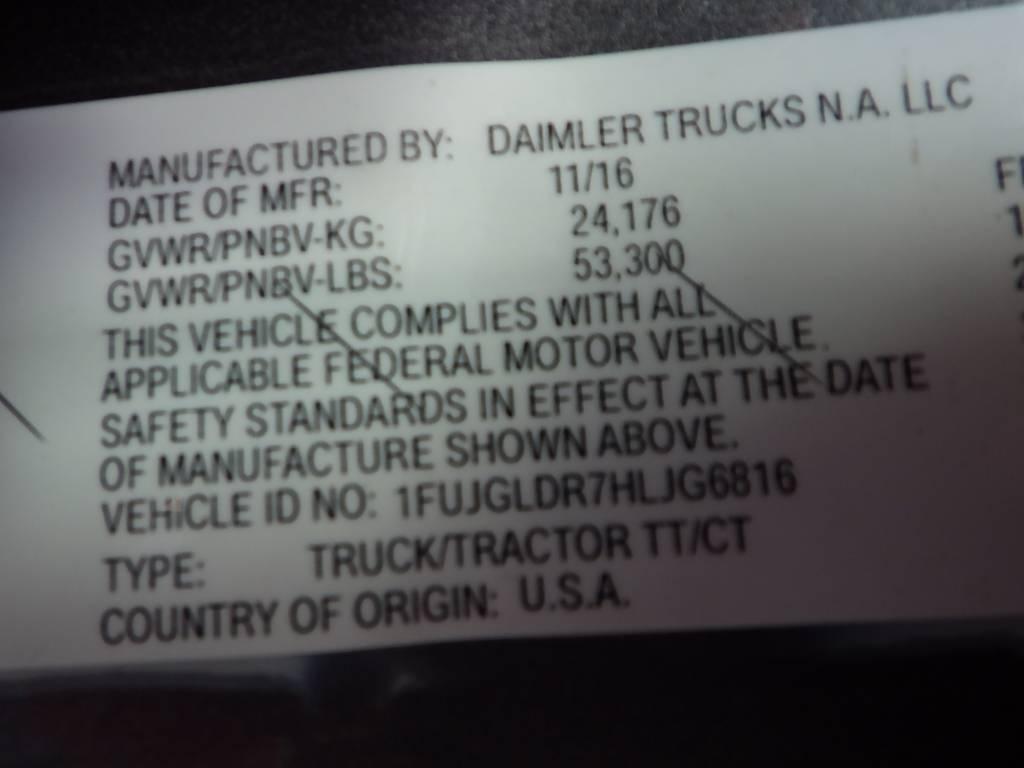 MANUFACTURED BY: DAIMLER TRUCKS N.A. LLC
DATE OF MFR: 11/16
GVWR/PNBV-KG: 24,176
GVWR/PNBV-LBS: 53,300
THIS VEHICLE COMPLIES WITH ALL
APPLICABLE FEDERAL MOTOR VEHICLE
SAFETY STANDARDS IN EFFECT AT THE DATE
OF MANUFACTURE SHOWN ABOVE.
VEHICLE ID NO: 1FUJGLDR7HLJG6816
TYPE: TRUCK/TRACTOR TT/CT
COUNTRY OF ORIGIN: U.S.A.